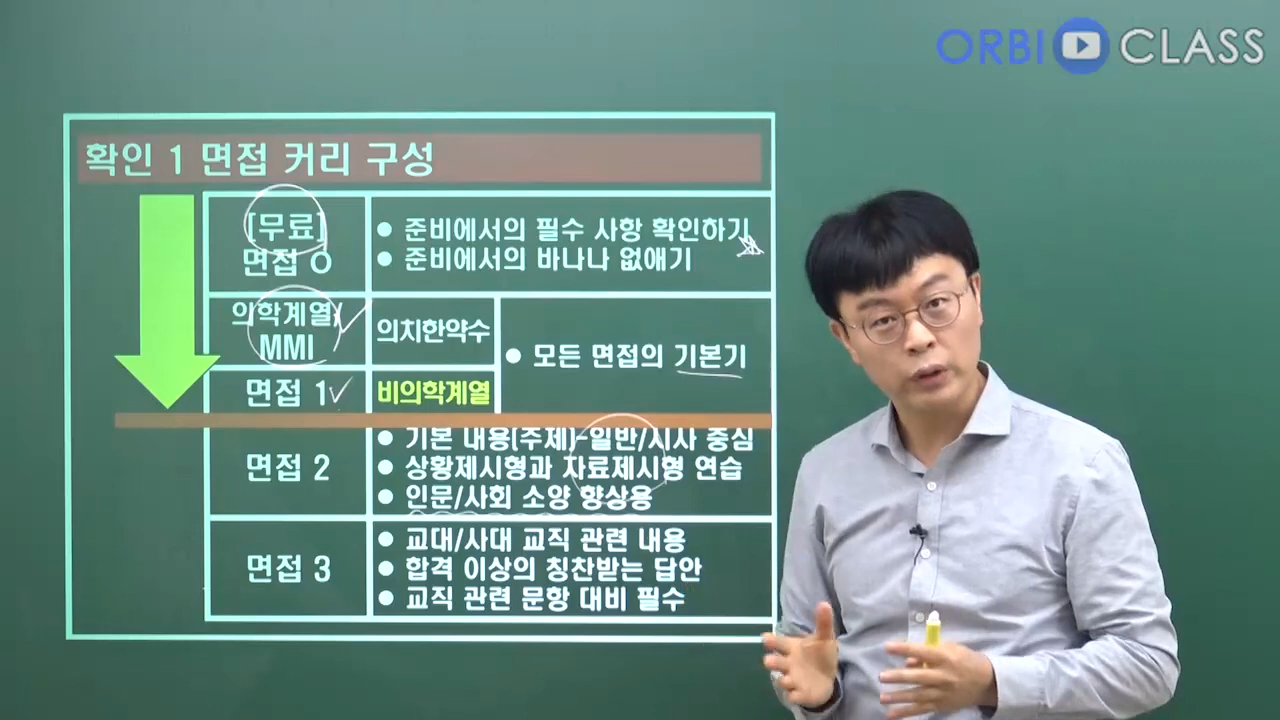 ORBI CLASS
확인 1 면접 커리 구성
[무료]
면접 0
● 준비에서의 필수 사항 확인하기
● 준비에서의 바나나 없애기
의학계열/
MMI
의치한약수
● 모든 면접의 기본기
면접 1
비의학계열
면접 2
● 기본 내용(주제)-일반/시사 중심
● 상황제시형과 자료제시형 연습
● 인문/사회 소양 향상용
면접 3
● 교대/사대 교직 관련 내용
● 합격 이상의 칭찬받는 답안
● 교직 관련 문항 대비 필수